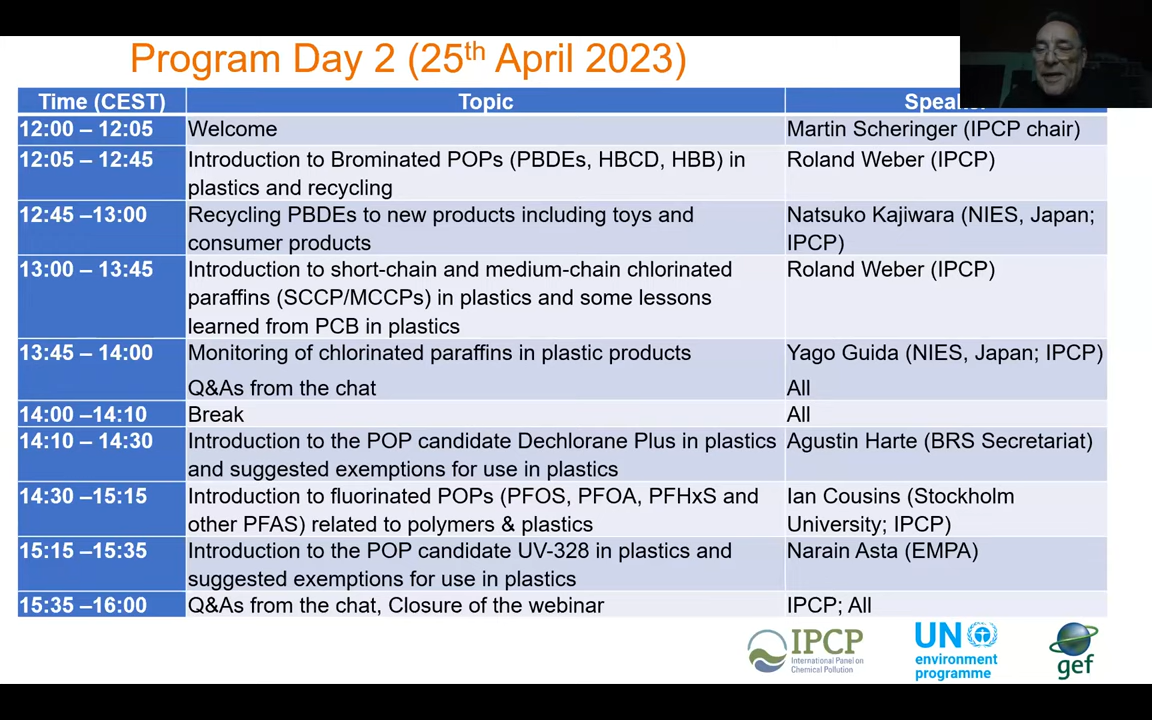 Program Day 2 (25th April 2023)
Time (CEST) Topic
12:00 – 12:05 Welcome Martin Scheringer (IPCP chair)
12:05 – 12:45 Introduction to Brominated POPs (PBDEs, HBCD, HBB) in Roland Weber (IPCP)
plastics and recycling
12:45 –13:00 Recycling PBDEs to new products including toys and Natsuko Kajiwara (NIES, Japan;
consumer products IPCP)
13:00 – 13:45 Introduction to short-chain and medium-chain chlorinated Roland Weber (IPCP)
paraffins (SCCP/MCCPs) in plastics and some lessons
learned from PCB in plastics
13:45 – 14:00 Monitoring of chlorinated paraffins in plastic products Yago Guida (NIES, Japan; IPCP)
Q&As from the chat All
14:00 –14:10 Break All
14:10 – 14:30 Introduction to the POP candidate Dechlorane Plus in plastics Agustin Harte (BRS Secretariat)
and suggested exemptions for use in plastics
14:30 –15:15 Introduction to fluorinated POPs (PFOS, PFOA, PFHxS and Ian Cousins (Stockholm
other PFAS) related to polymers & plastics University; IPCP)
15:15 –15:35 Introduction to the POP candidate UV-328 in plastics and Narain Asta (EMPA)
suggested exemptions for use in plastics
15:35 –16:00 Q&As from the chat, Closure of the webinar IPCP; All
IPCP
International Panel on
Chemical Pollution
UN
environment
programme
gef